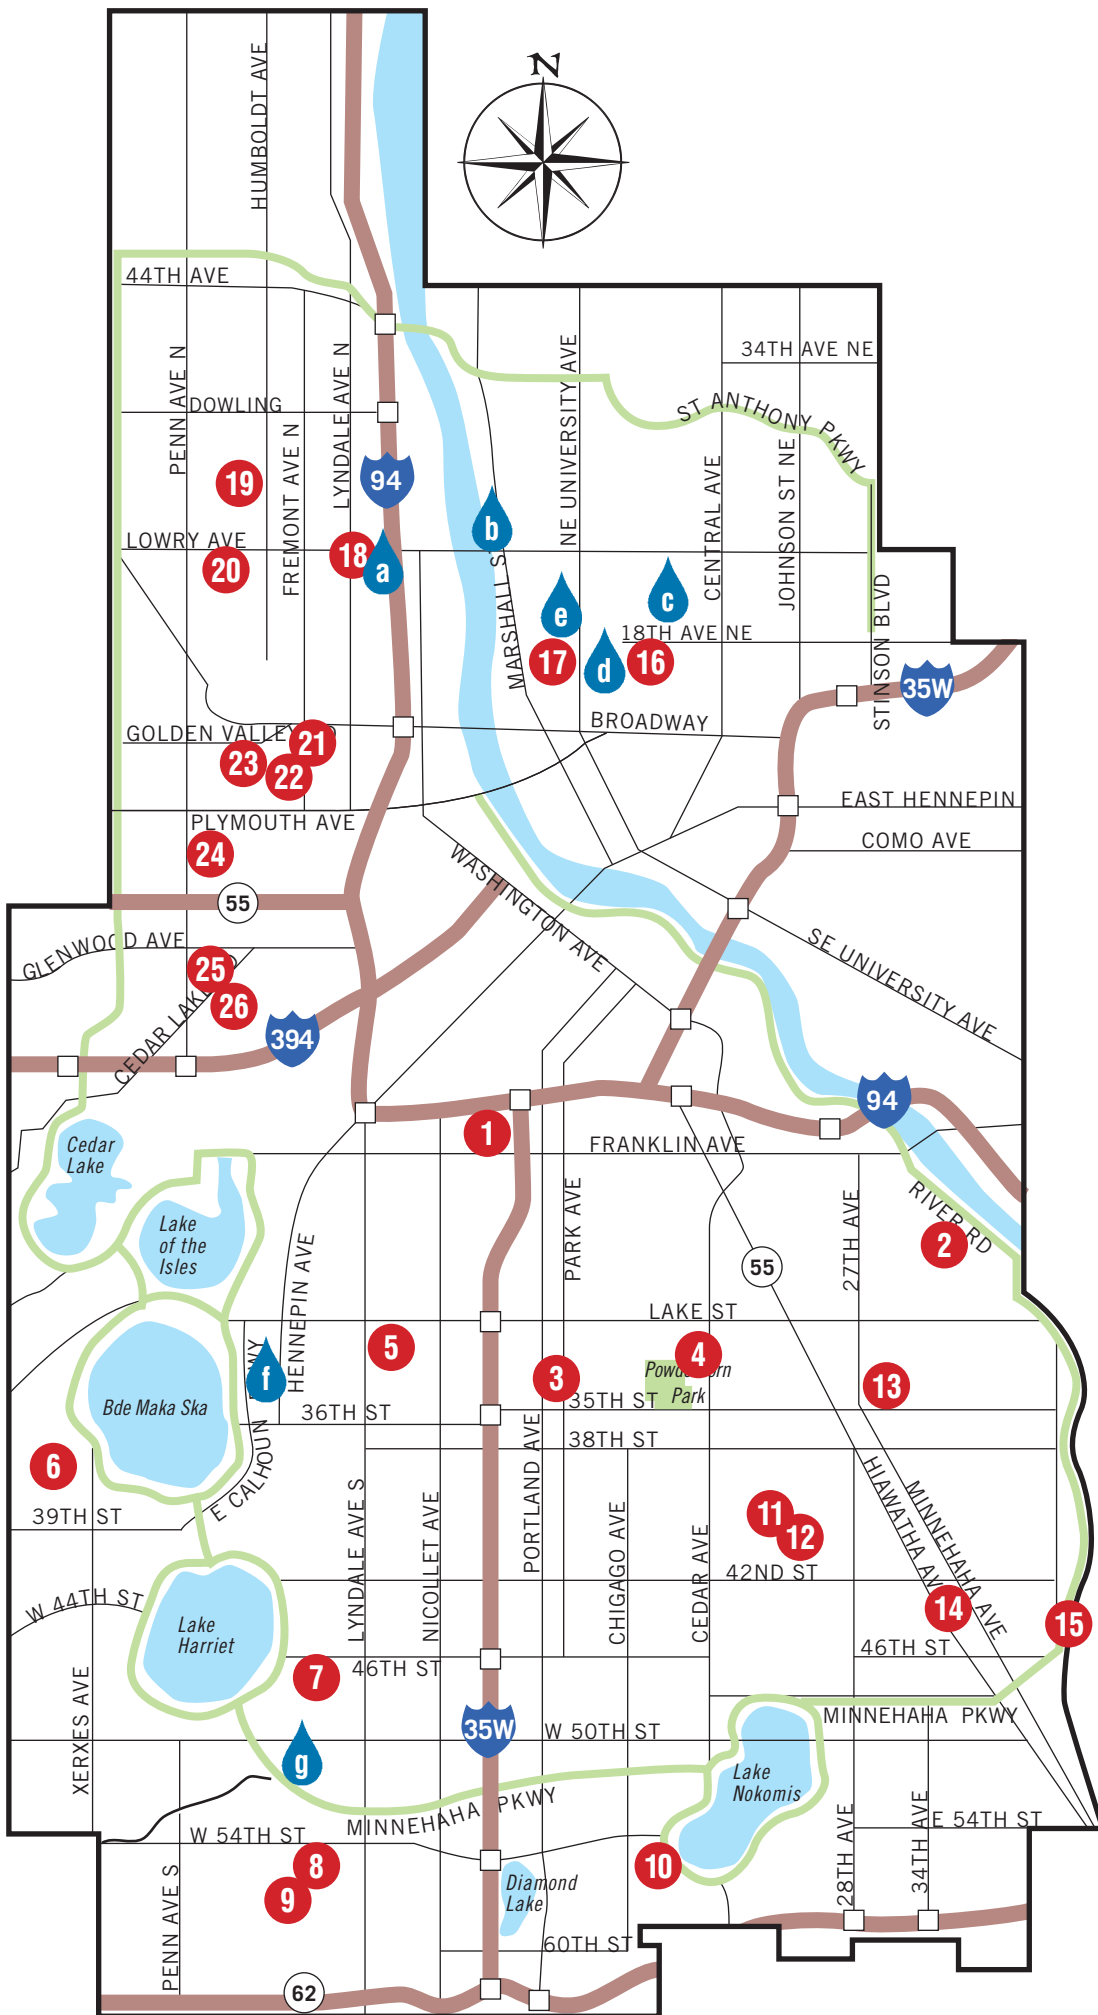 N
HUMBOLDT AVE
44TH AVE
34TH AVE NE
PENN AVE N
LYNDALE AVE N
NE UNIVERSITY AVE
DOWLING
ST ANTHONY PKWY
FREMONT AVE N
CENTRAL AVE
JOHNSON ST NE
19
94
b
LOWRY AVE
18
a
20
MARSHALL S
e
c
STINSON BLVD
18TH AVE NE
17
d
16
35W
BROADWAY
GOLDEN VALLEY
D
21
23
22
EAST HENNEPIN
PLYMOUTH AVE
COMO AVE
24
WASHINGTON AVE
55
GLENWOOD AVE
SE UNIVERSITY AVE
25
D
CEDAR LAK
26
394
94
1
FRANKLIN AVE
Cedar
Lake
RIVER RD
PARK AVE
27TH AVE
Lake
of the
Isles
2
HENNEPIN AVE
55
LAKE ST
5
4
f
WY
3
Powde
orn
Park
13
Bde Maka Ska
35TH ST
36TH ST
38TH ST
6
E CALHOUN
PORTLAND AVE
HIAWATHA AV
MINNEHAHA AVE
39TH ST
LYNDALE AVE S
NICOLLET AVE
CHIGAGO AVE
CEDAR AVE
11
12
42ND ST
W 44TH ST
Lake
Harriet
14
15
46TH ST
46TH ST
7
XERXES AVE
35W
W 50TH ST
MINNEHAHA PKWY
g
Lake
Nokomis
MINNEHAHA PKWY
W 54TH ST
E 54TH ST
28TH AVE
34TH AVE
8
10
9
Diamond
Lake
PENN AVE S
60TH ST
62